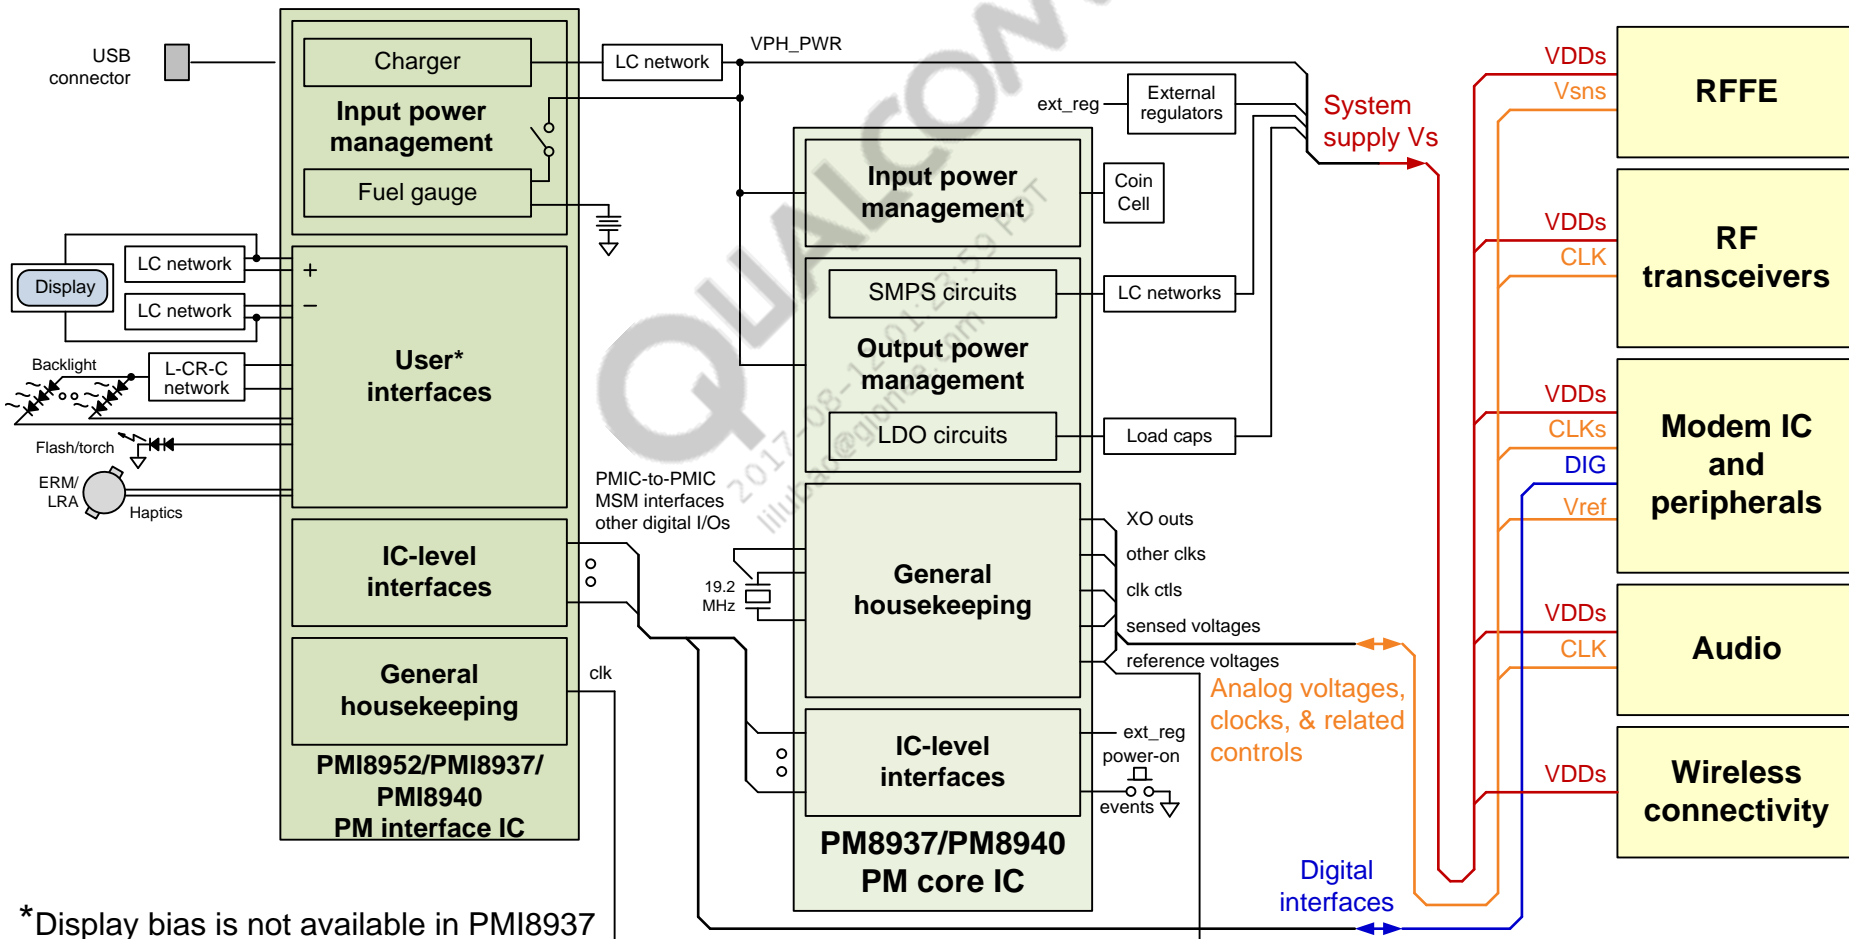 USB
connector
Charger
Input power
management
Fuel gauge
LC network
VPH_PWR
ext_reg
External
regulators
System
supply Vs
Input power
management
Coin
Cell
SMPS circuits
LC networks
Output power
management
LDO circuits
Load caps
LC network
Display
LC network
+
−
User*
interfaces
Backlight
L-CR-C
network
Flash/torch
ERM/
LRA
Haptics
PMIC-to-PMIC
MSM interfaces
other digital I/Os
IC-level
interfaces
19.2
MHz
General
housekeeping
XO outs
other clks
clk ctls
sensed voltages
reference voltages
Analog voltages,
clocks, & related
controls
General
housekeeping
clk
IC-level
interfaces
ext_reg
power-on
events
PMI8952/PMI8937/
PMI8940
PM interface IC
PM8937/PM8940
PM core IC
Digital
interfaces
*Display bias is not available in PMI8937
VDDs
Vsns
RFFE
VDDs
CLK
RF
transceivers
VDDs
CLKs
DIG
Vref
Modem IC
and
peripherals
VDDs
CLK
Audio
VDDs
Wireless
connectivity
QUALCOM